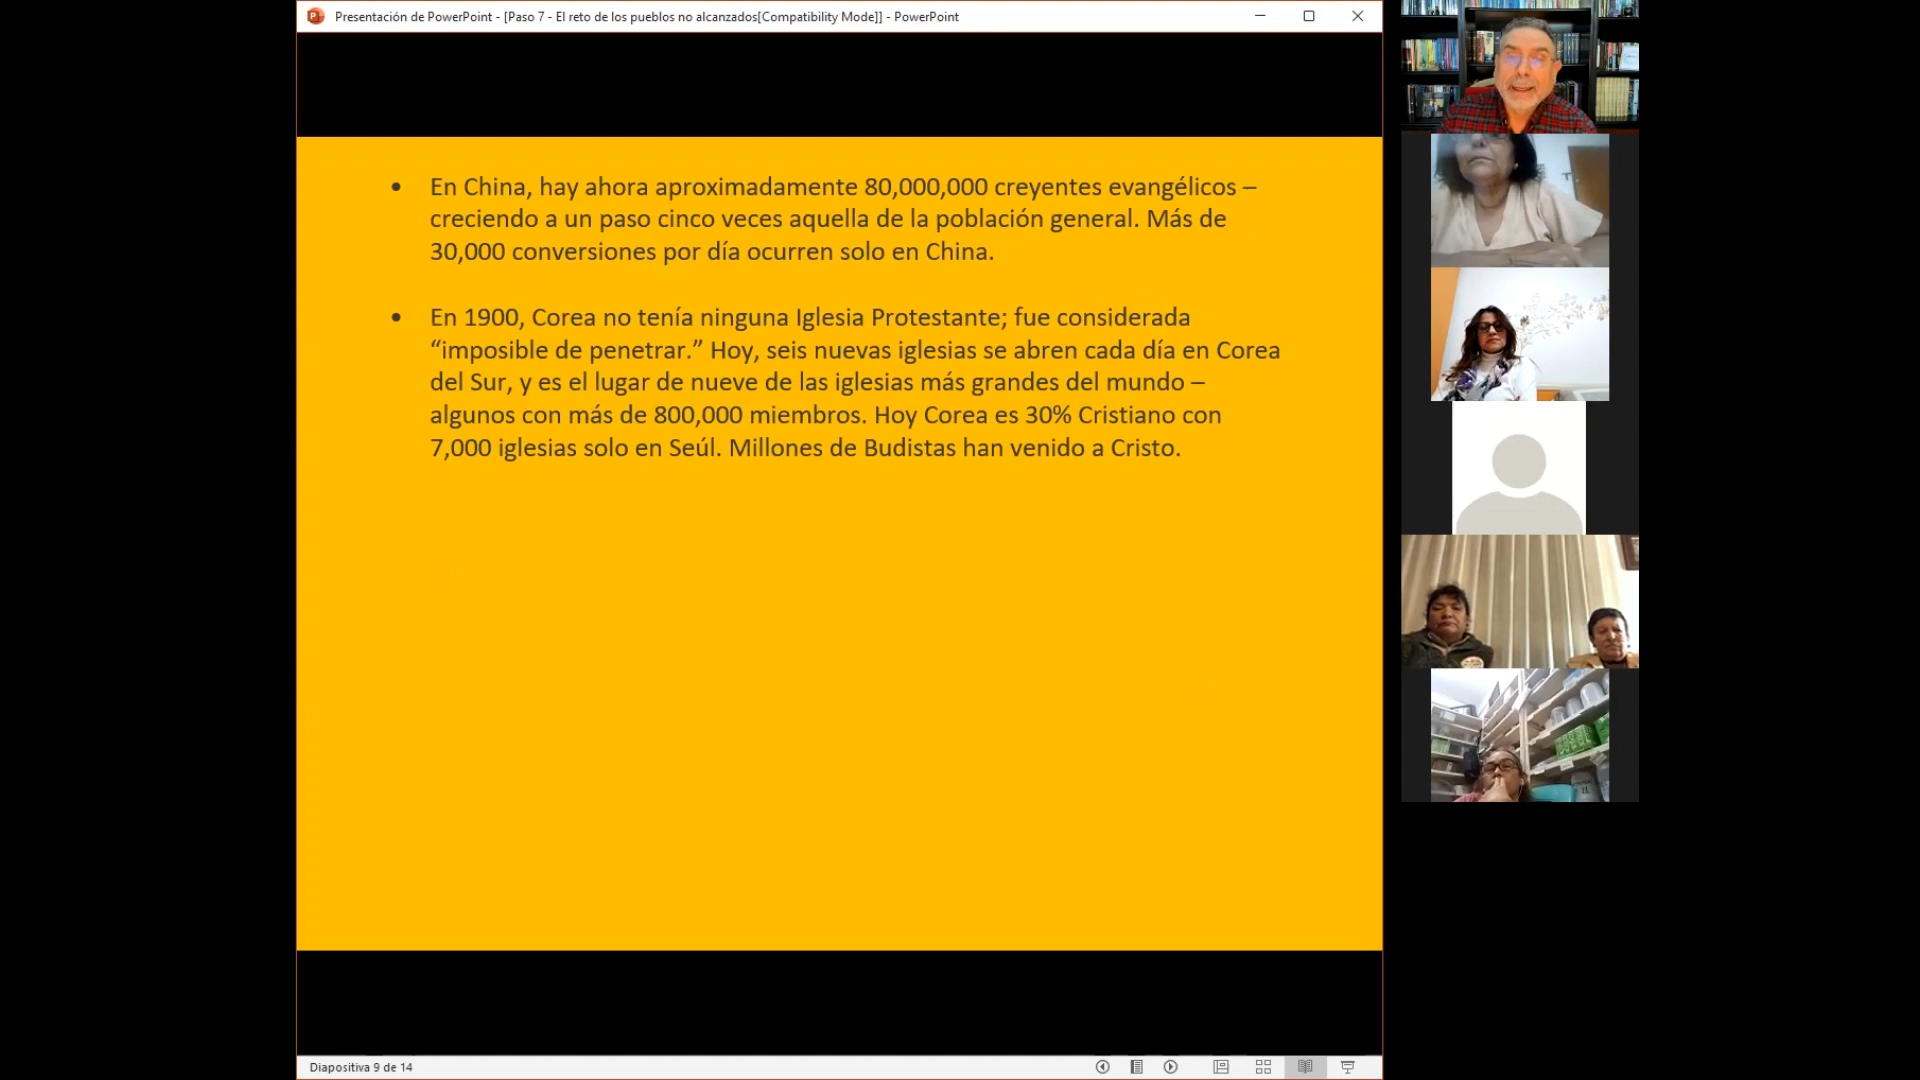 Presentación de PowerPoint - [Paso 7 - El reto de los pueblos no alcanzados[Compatibility Mode]] - PowerPoint
• En China, hay ahora aproximadamente 80,000,000 creyentes evangélicos –
creciendo a un paso cinco veces aquella de la población general. Más de
30,000 conversiones por día ocurren solo en China.
• En 1900, Corea no tenía ninguna Iglesia Protestante; fue considerada
“imposible de penetrar.” Hoy, seis nuevas iglesias se abren cada día en Corea
del Sur, y es el lugar de nueve de las iglesias más grandes del mundo –
algunos con más de 800,000 miembros. Hoy Corea es 30% Cristiano con
7,000 iglesias solo en Seúl. Millones de Budistas han venido a Cristo.
Diapositiva 9 de 14